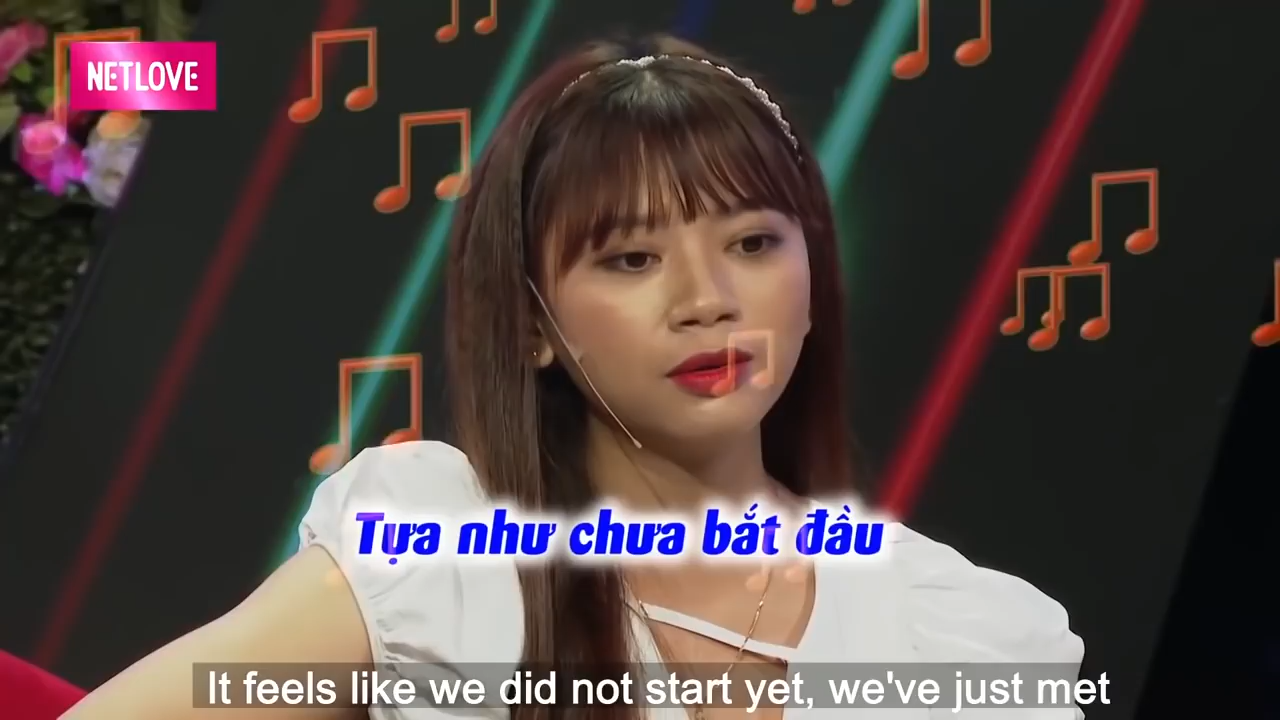 NETLOVE
Tựa như chưa bắt đầu
It feels like we did not start yet, we've just met